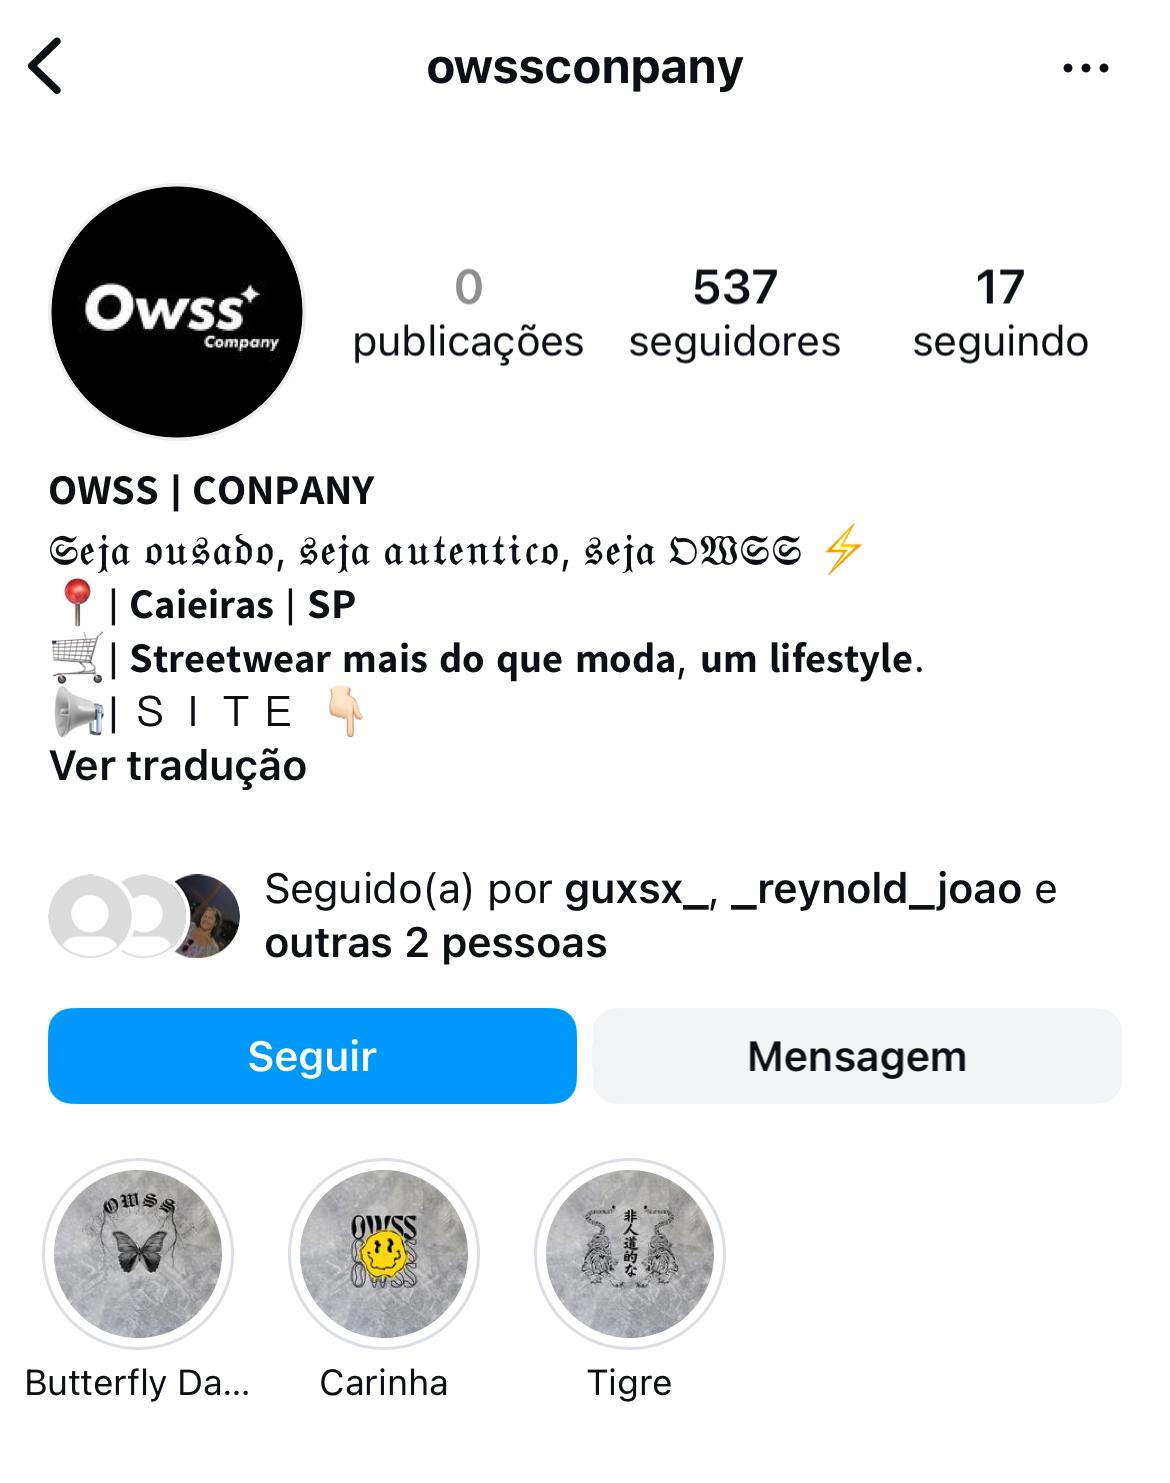 owssconpany
Owss
Company
0
publicações
537
seguidores
17
seguindo
OWSS | CONPANY
Seja ousado, seja autentico, seja OWSS ⚡
📍| Caieiras | SP
🛒| Streetwear mais do que moda, um lifestyle.
📢| S I T E 👇🏻
Ver tradução
Seguido(a) por guxsx_, _reynold_joao e
outras 2 pessoas
Seguir
Mensagem
OWSS
OWSS
OWSS
非人道的な
Butterfly Da...
Carinha
Tigre